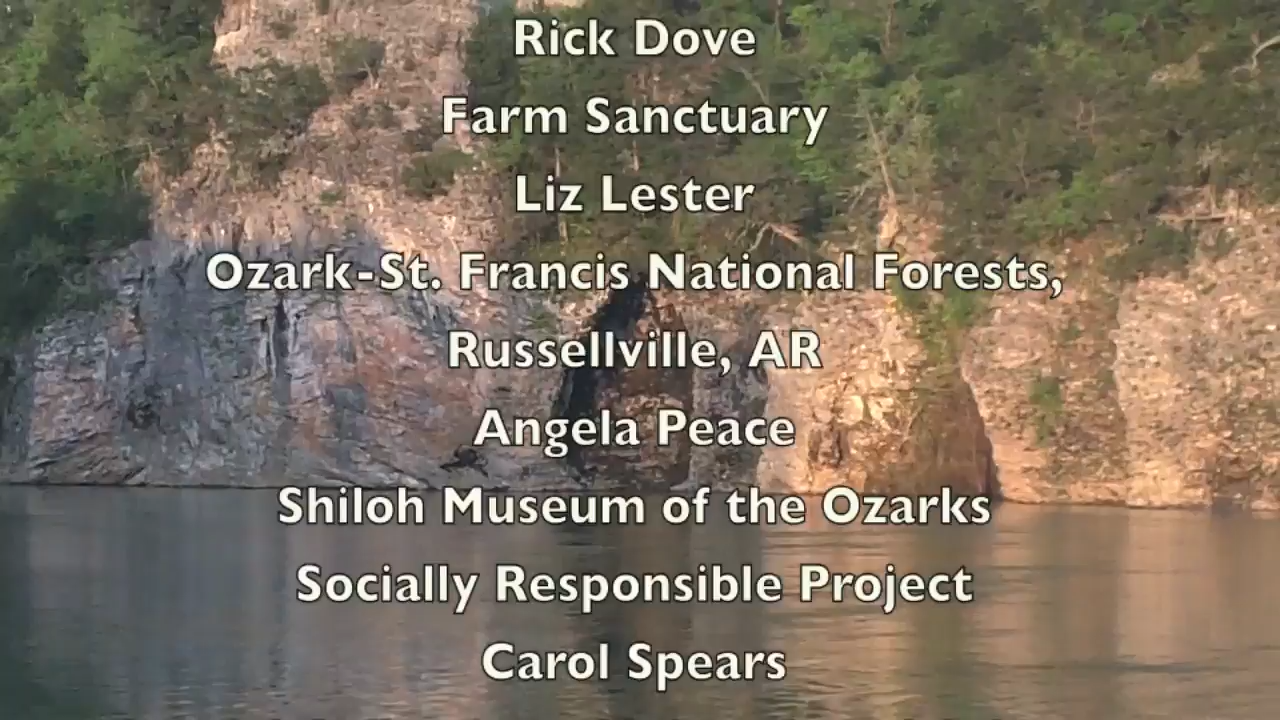 Rick Dove
Farm Sanctuary
Liz Lester
Ozark-St. Francis National Forests,
Russellville, AR
Angela Peace
Shiloh Museum of the Ozarks
Socially Responsible Project
Carol Spears